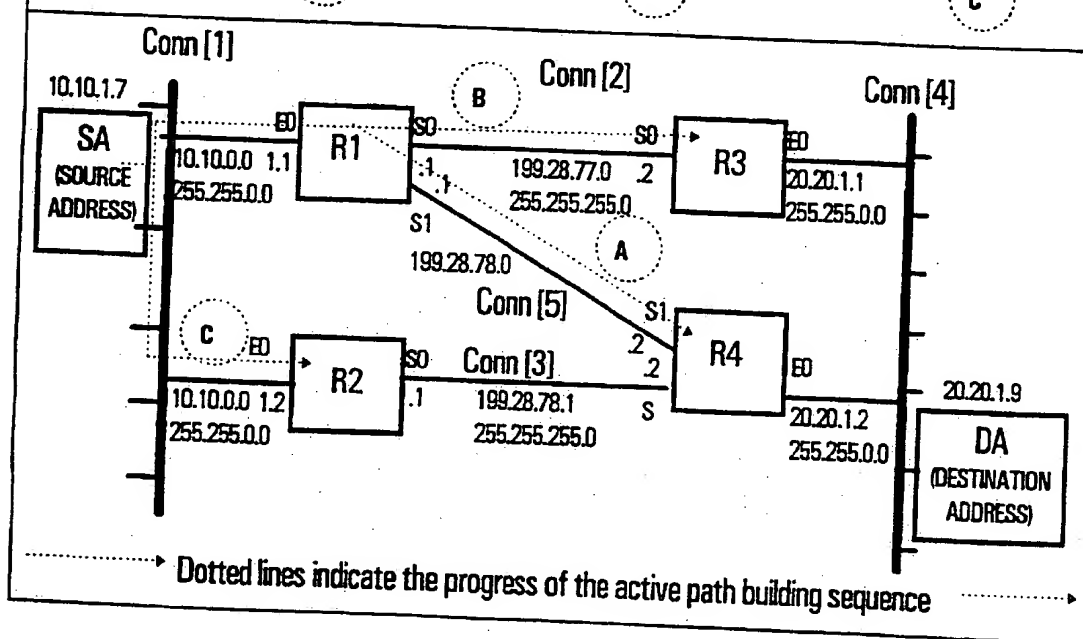 C
Conn [1]
Conn [2]
Conn [4]
10.10.1.7
SA
(SOURCE
ADDRESS)
E0
10.10.0.0 1.1
255.255.0.0
R1
S0
B
S0
.1
.1
199.28.77.0 .2
255.255.255.0
R3
E0
20.20.1.1
255.255.0.0
S1
199.28.78.0
A
Conn [5]
S1
.2
.2
R4
C
E0
10.10.0.0 1.2
255.255.0.0
R2
S0
.1
Conn [3]
199.28.78.1
255.255.255.0
S
E0
20.20.1.2
255.255.0.0
20.20.1.9
DA
(DESTINATION
ADDRESS)
Dotted lines indicate the progress of the active path building sequence